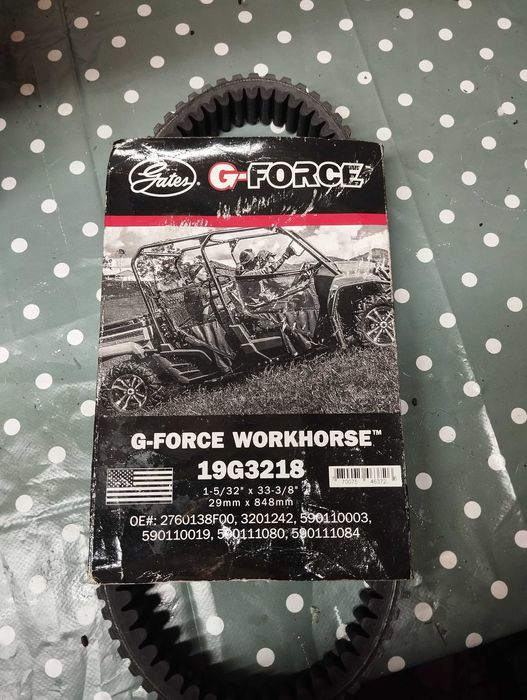 Gates® G-FORCE™
G-FORCE WORKHORSE™
19G3218
1-5/32" x 33-3/8"
29mm x 848mm
OE#: 2760138F00, 3201242, 590110003,
590110019, 590111080, 590111084